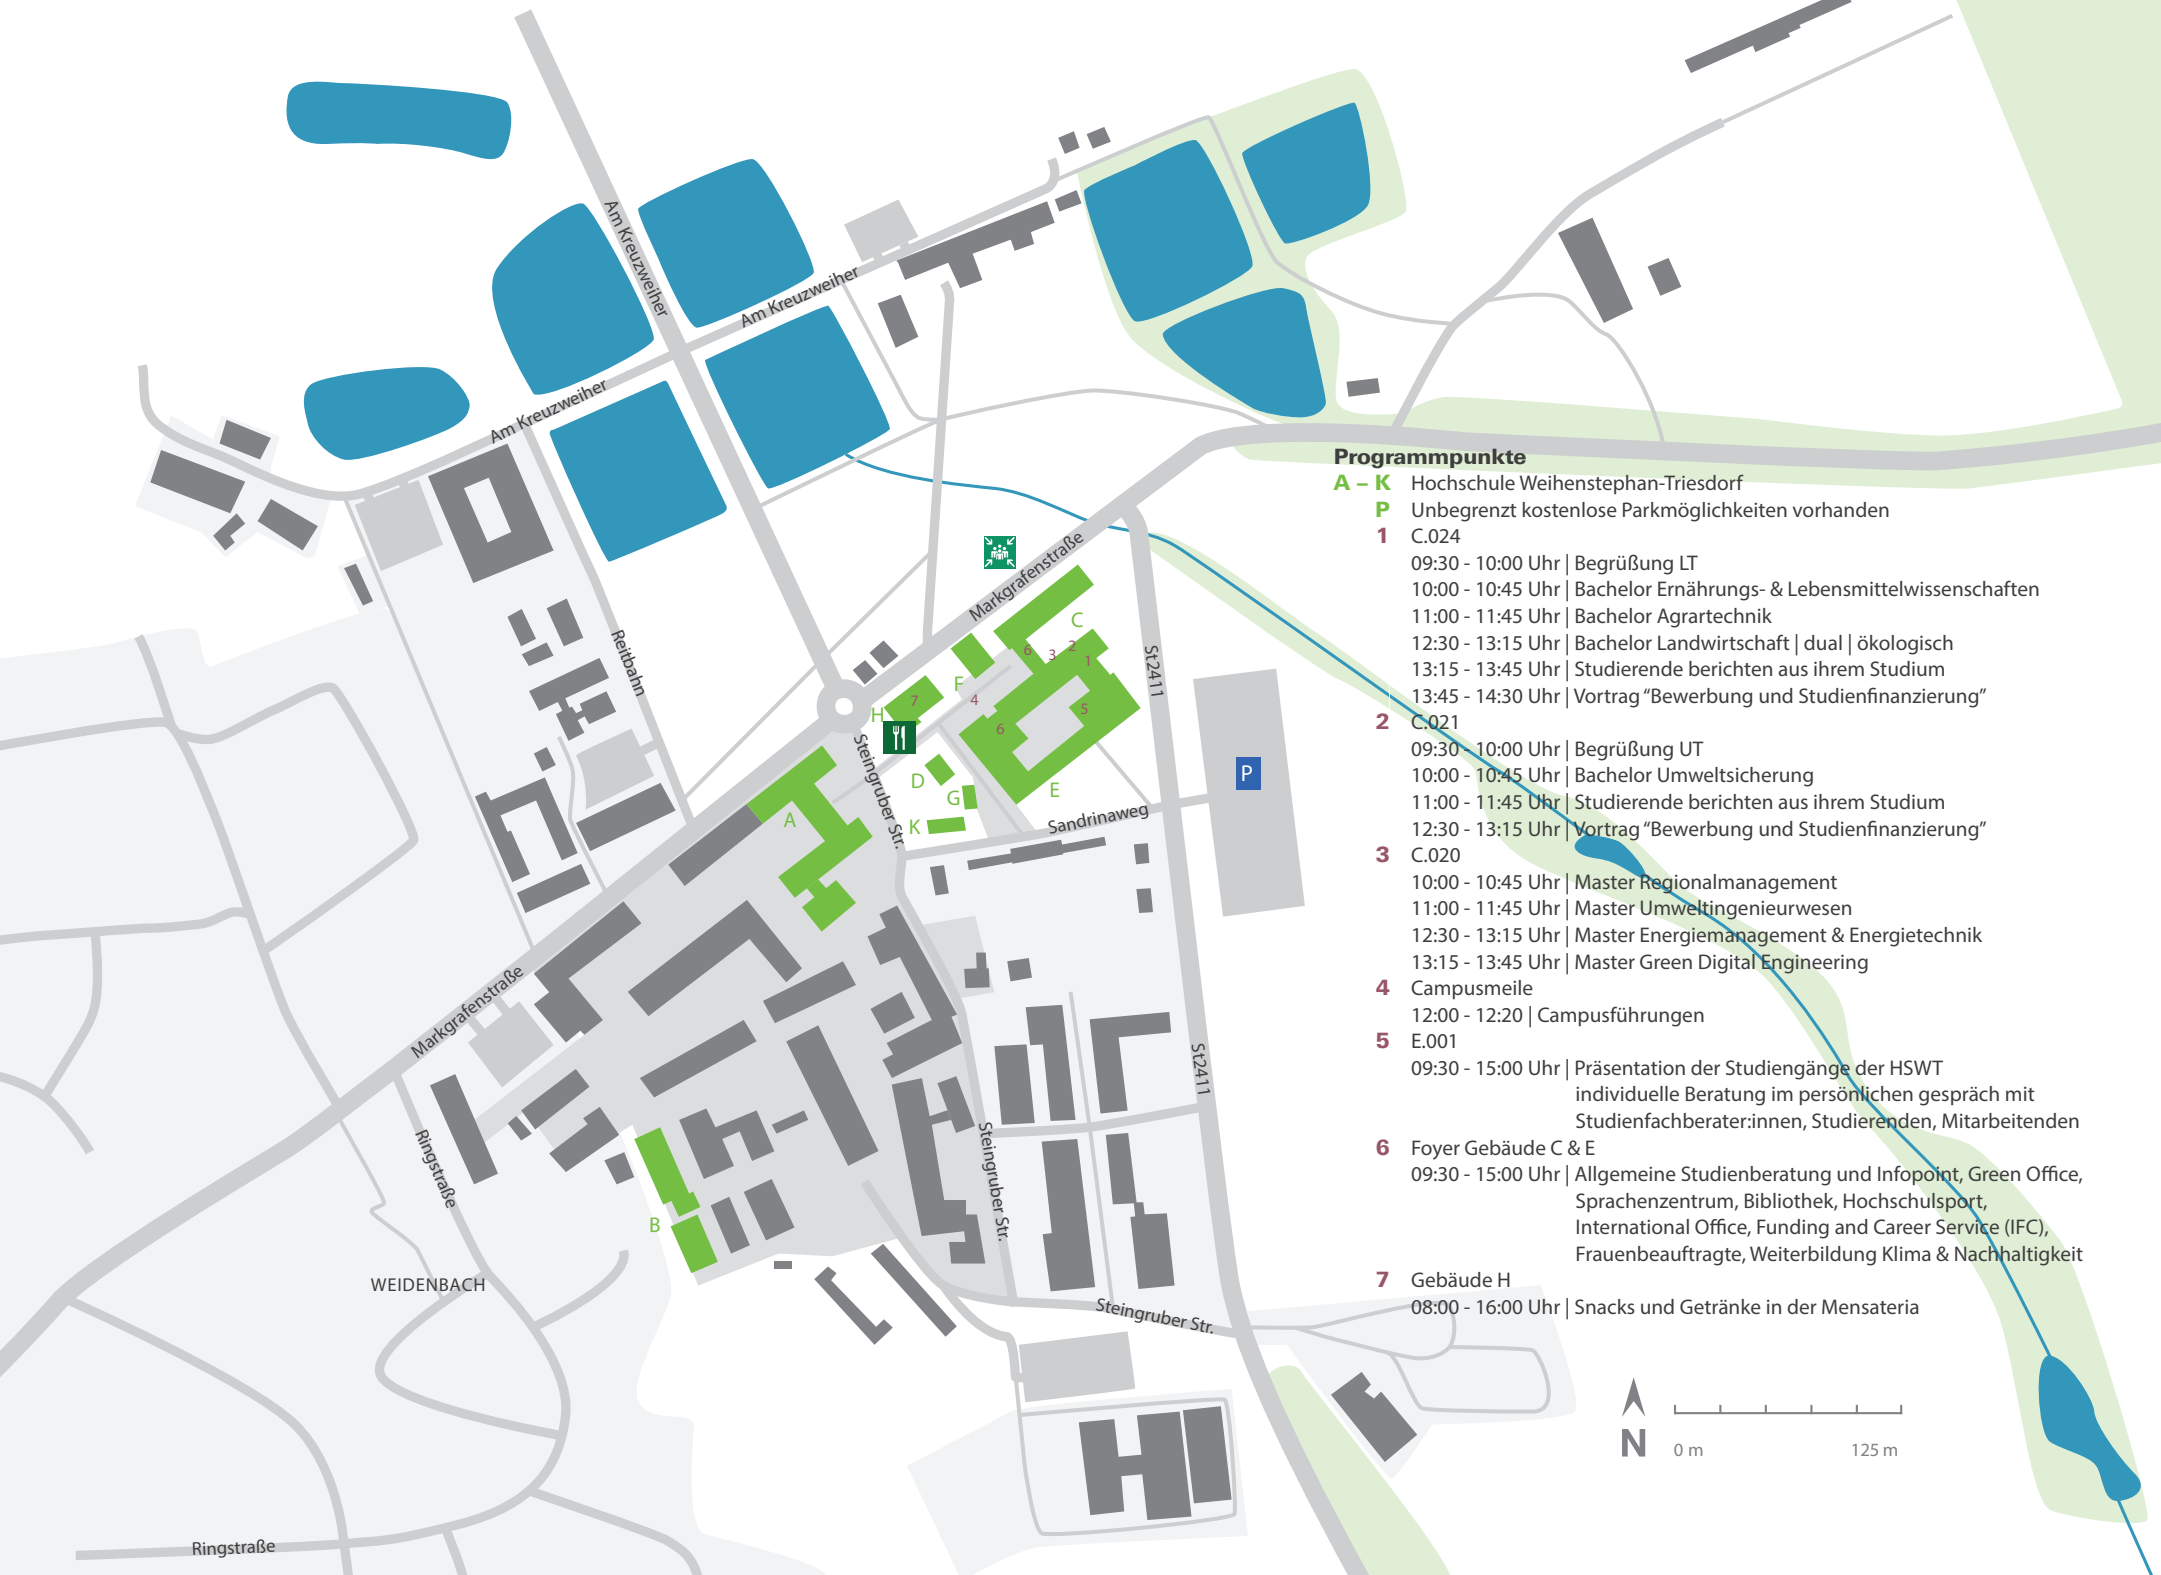 Am Kreuzweiher
Am Kreuzweiher
Am Kreuzweiher
Reitbahn
Markgrafenstraße
St2411
Programmpunkte
A – K Hochschule Weihenstephan-Triesdorf
P Unbegrenzt kostenlose Parkmöglichkeiten vorhanden
1 C.024
09:30 - 10:00 Uhr | Begrüßung LT
10:00 - 10:45 Uhr | Bachelor Ernährungs- & Lebensmittelwissenschaften
11:00 - 11:45 Uhr | Bachelor Agrartechnik
12:30 - 13:15 Uhr | Bachelor Landwirtschaft | dual | ökologisch
13:15 - 13:45 Uhr | Studierende berichten aus ihrem Studium
13:45 - 14:30 Uhr | Vortrag “Bewerbung und Studienfinanzierung”
2 C.021
09:30 - 10:00 Uhr | Begrüßung UT
10:00 - 10:45 Uhr | Bachelor Umweltsicherung
11:00 - 11:45 Uhr | Studierende berichten aus ihrem Studium
12:30 - 13:15 Uhr | Vortrag “Bewerbung und Studienfinanzierung”
3 C.020
10:00 - 10:45 Uhr | Master Regionalmanagement
11:00 - 11:45 Uhr | Master Umweltingenieurwesen
12:30 - 13:15 Uhr | Master Energiemanagement & Energietechnik
13:15 - 13:45 Uhr | Master Green Digital Engineering
4 Campusmeile
12:00 - 12:20 | Campusführungen
5 E.001
09:30 - 15:00 Uhr | Präsentation der Studiengänge der HSWT
individuelle Beratung im persönlichen gespräch mit
Studienfachberater:innen, Studierenden, Mitarbeitenden
6 Foyer Gebäude C & E
09:30 - 15:00 Uhr | Allgemeine Studienberatung und Infopoint, Green Office,
Sprachenzentrum, Bibliothek, Hochschulsport,
International Office, Funding and Career Service (IFC),
Frauenbeauftragte, Weiterbildung Klima & Nachhaltigkeit
7 Gebäude H
08:00 - 16:00 Uhr | Snacks und Getränke in der Mensateria
C
6
3
2
1
F
4
7
H
5
6
D
G
K
E
A
P
Steingruber Str.
Sandrinaweg
Markgrafenstraße
St2411
Ringstraße
B
Steingruber Str.
WEIDENBACH
Steingruber Str.
Ringstraße
N
0 m
125 m